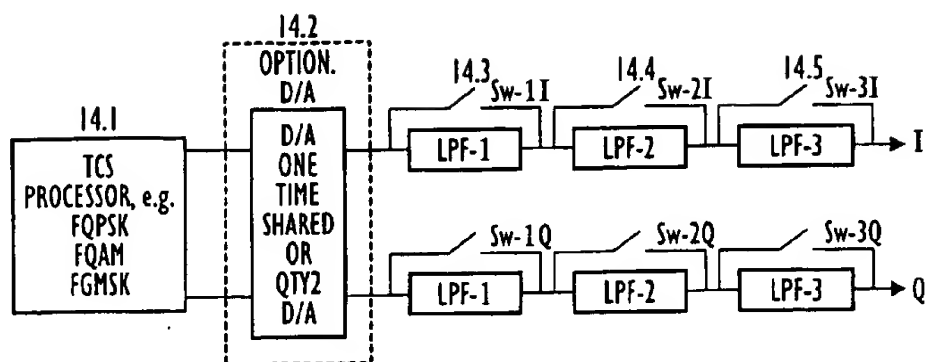 14.1
TCS
PROCESSOR, e.g.
FQPSK
FQAM
FGMSK
14.2
OPTION.
D/A
D/A
ONE
TIME
SHARED
OR
QTY2
D/A
14.3 Sw-1I
LPF-1
14.4 Sw-2I
LPF-2
14.5 Sw-3I
LPF-3
I
Sw-1Q
LPF-1
Sw-2Q
LPF-2
Sw-3Q
LPF-3
Q